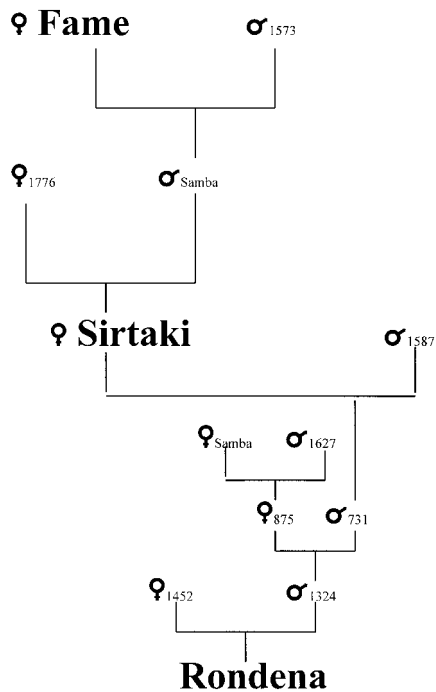 ♀ Fame ♂ 1573
♀ 1776 ♂ Samba
♀ Sirtaki ♂ 1587
♀ Samba ♂ 1627
♀ 875 ♂ 731
♀ 1452 ♂ 1324
Rondena